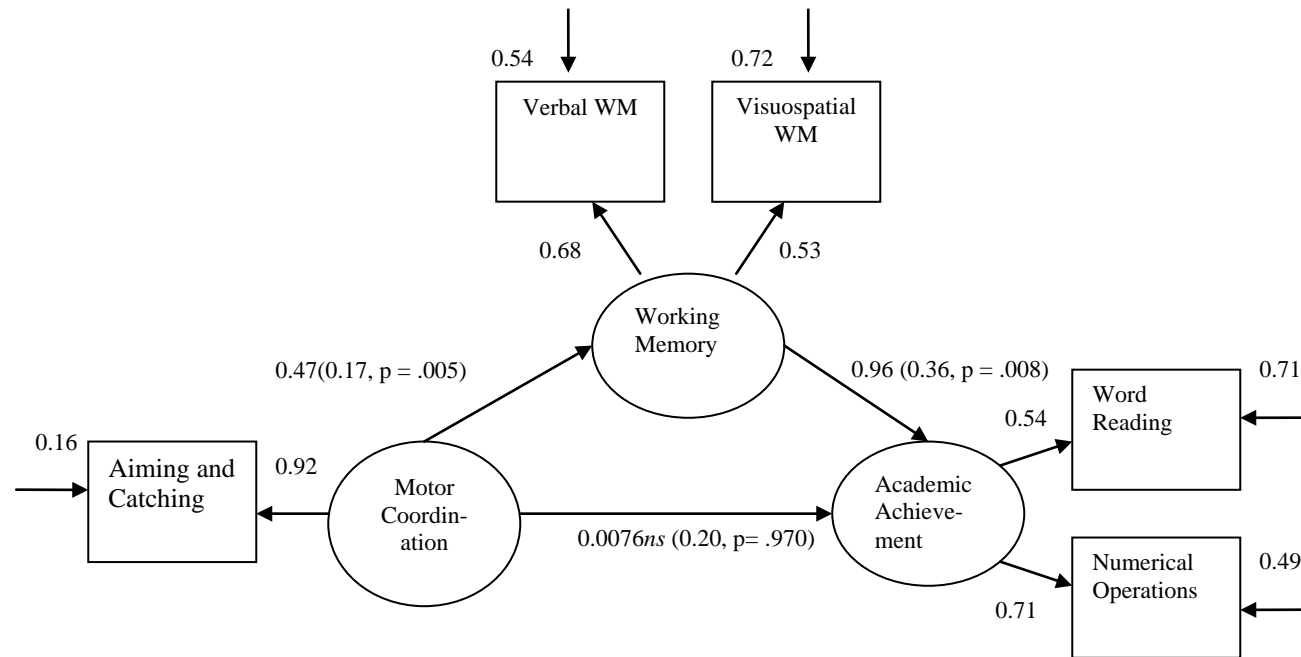 0.54
0.72
Verbal WM
Visuospatial
WM
0.68
0.53
Working
Memory
0.47(0.17, p = .005)
0.96 (0.36, p = .008)
0.16
Aiming and
Catching
0.92
Motor
Coordin-
ation
0.0076ns (0.20, p= .970)
Academic
Achieve-
ment
0.54
Word
Reading
0.71
0.71
Numerical
Operations
0.49